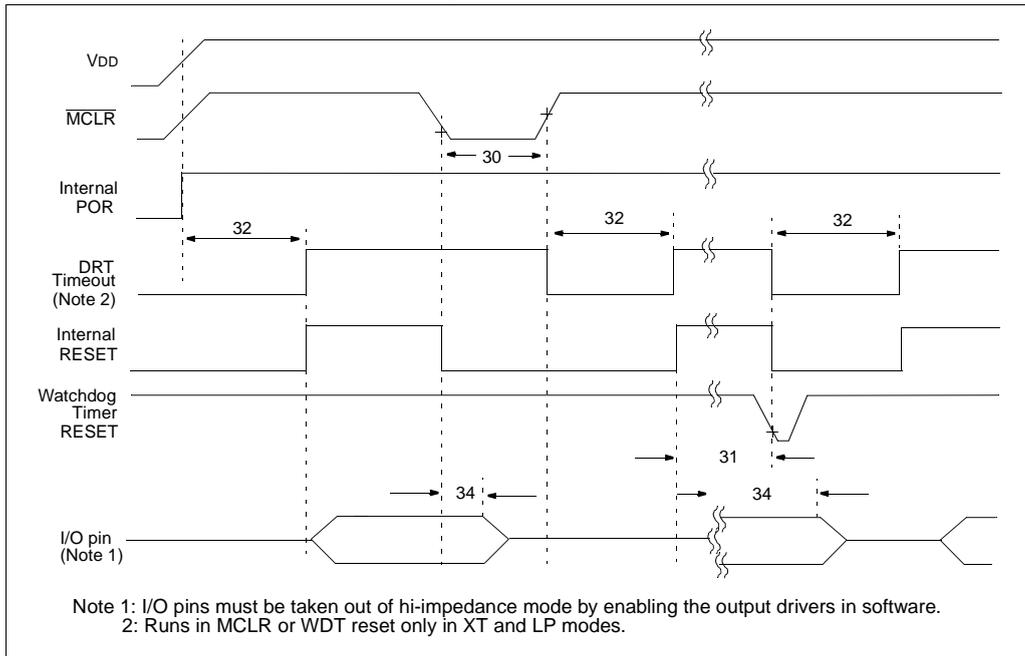 VDD
MCLR
30
Internal
POR
32
32
32
DRT
Timeout
(Note 2)
Internal
RESET
Watchdog
Timer
RESET
31
34
34
I/O pin
(Note 1)
Note 1: I/O pins must be taken out of hi-impedance mode by enabling the output drivers in software.
2: Runs in MCLR or WDT reset only in XT and LP modes.